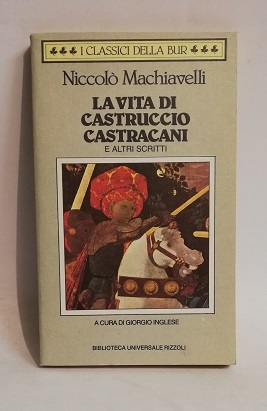 I CLASSICI DELLA BUR
Niccolò Machiavelli
LA VITA DI
CASTRUCCIO
CASTRACANI
E ALTRI SCRITTI
A CURA DI GIORGIO INGLESE
BIBLIOTECA UNIVERSALE RIZZOLI